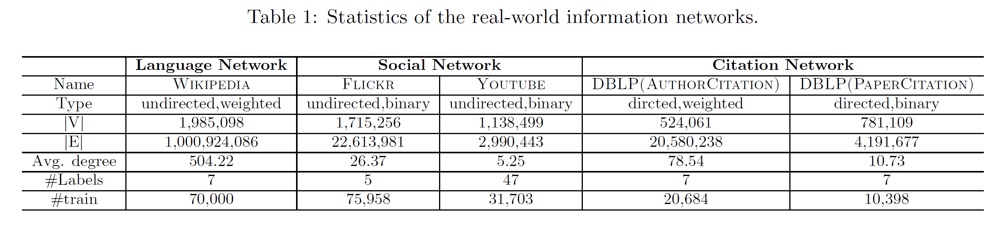 Table 1: Statistics of the real-world information networks.
Language Network Social Network Citation Network
Name WIKIPEDIA FLICKR YOUTUBE DBLP(AUTHORCITATION) DBLP(PAPERCITATION)
Type undirected,weighted undirected,binary undirected,binary dircted,weighted directed,binary
|V| 1,985,098 1,715,256 1,138,499 524,061 781,109
|E| 1,000,924,086 22,613,981 2,990,443 20,580,238 4,191,677
Avg. degree 504.22 26.37 5.25 78.54 10.73
#Labels 7 5 47 7 7
#train 70,000 75,958 31,703 20,684 10,398